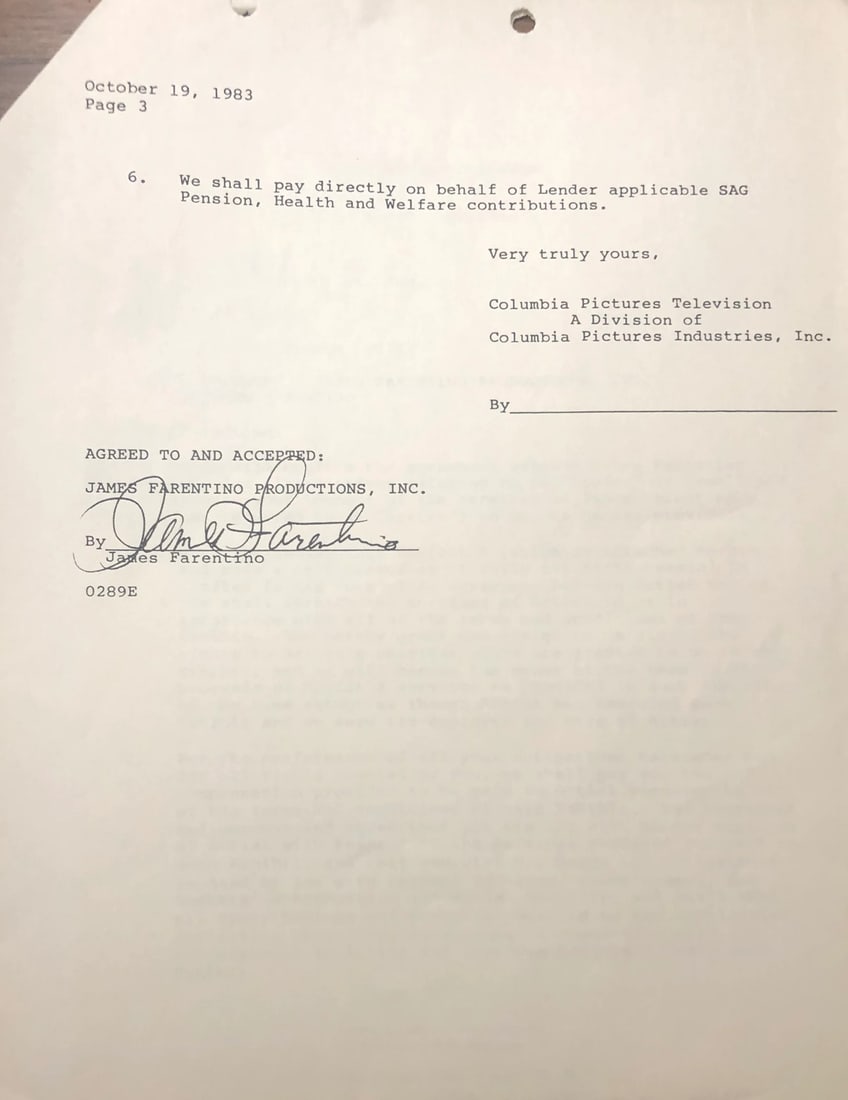 October 19, 1983
Page 3
6. We shall pay directly on behalf of Lender applicable SAG
Pension, Health and Welfare contributions.
Very truly yours,
Columbia Pictures Television
A Division of
Columbia Pictures Industries, Inc.
By
AGREED TO AND ACCEPTED:
JAMES FARENTINO PRODUCTIONS, INC.
By James Farentino
James Farentino
0289E